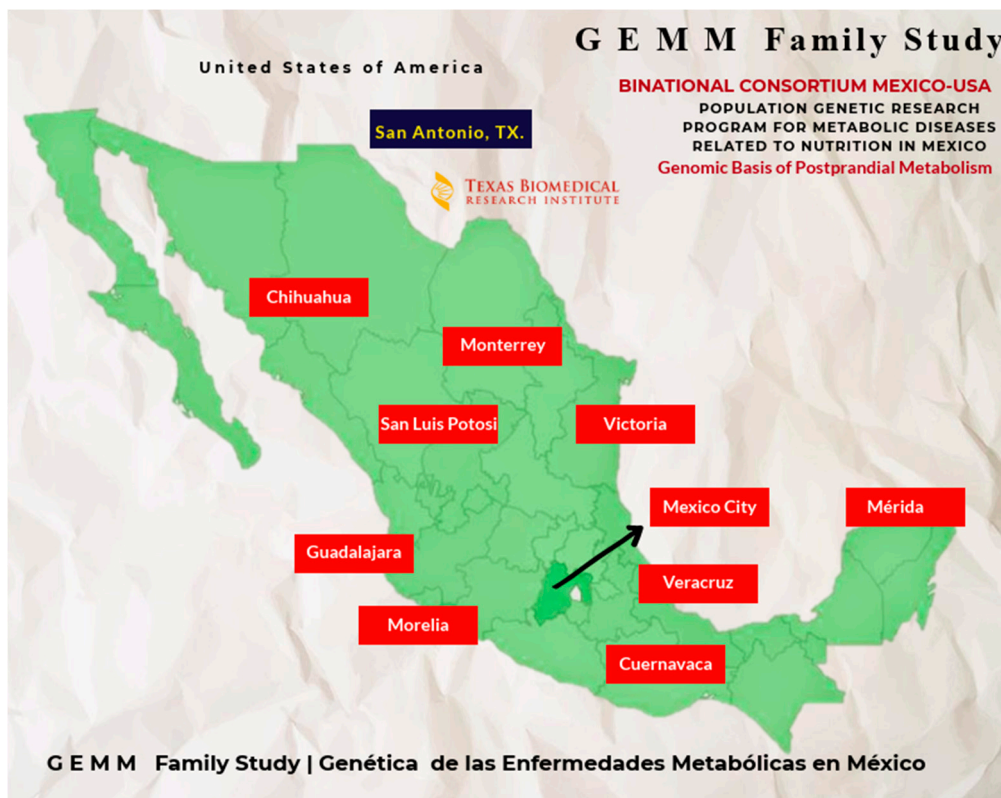 G E M M Family Study
United States of America
BINATIONAL CONSORTIUM MEXICO-USA
POPULATION GENETIC RESEARCH
PROGRAM FOR METABOLIC DISEASES
RELATED TO NUTRITION IN MEXICO
Genomic Basis of Postprandial Metabolism
San Antonio, TX.
TEXAS BIOMEDICAL
RESEARCH INSTITUTE
Chihuahua
Monterrey
San Luis Potosi
Victoria
Mexico City
Mérida
Guadalajara
Veracruz
Morelia
Cuernavaca
G E M M Family Study | Genética de las Enfermedades Metabólicas en México